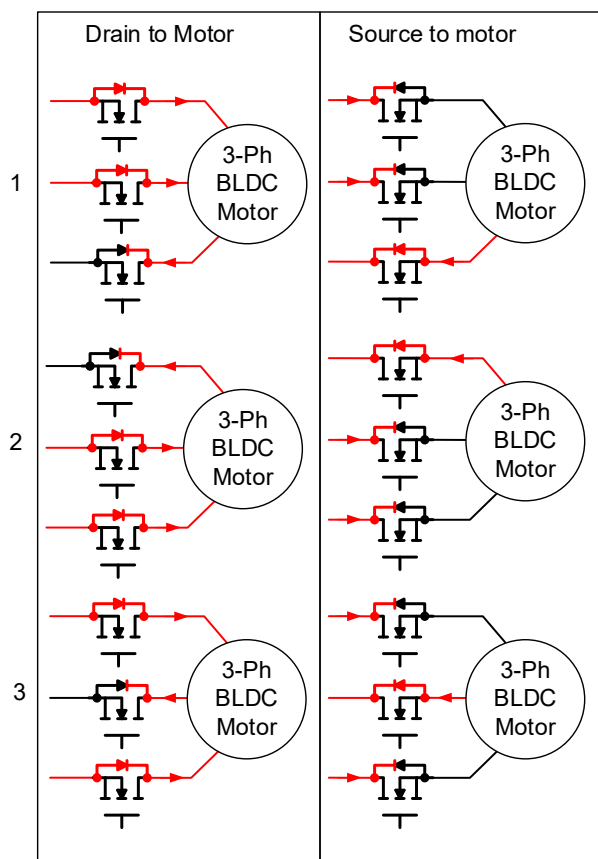 Drain to Motor
Source to motor
1
3-Ph
BLDC
Motor
3-Ph
BLDC
Motor
2
3-Ph
BLDC
Motor
3-Ph
BLDC
Motor
3
3-Ph
BLDC
Motor
3-Ph
BLDC
Motor